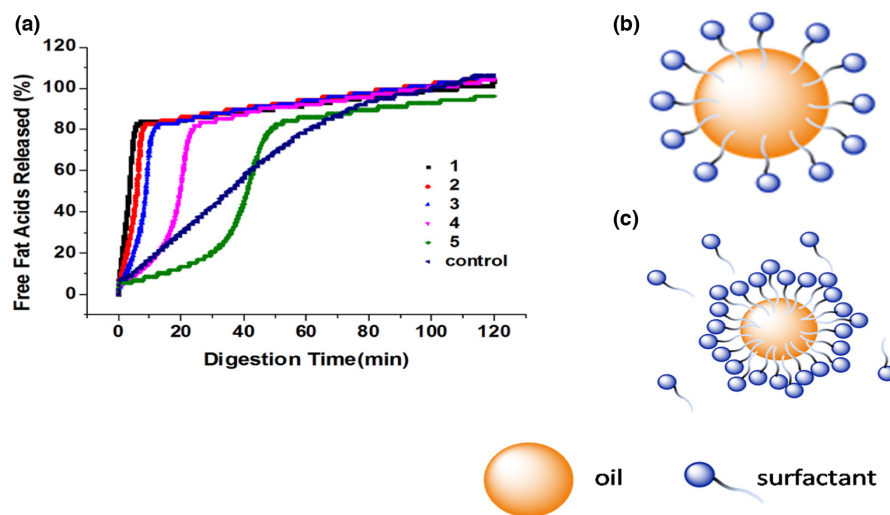 (a)
120
100
80
60
40
20
0
Free Fat Acids Released (%)
1
2
3
4
5
control
0 20 40 60 80 100 120
Digestion Time(min)
(b)
(c)
oil
surfactant